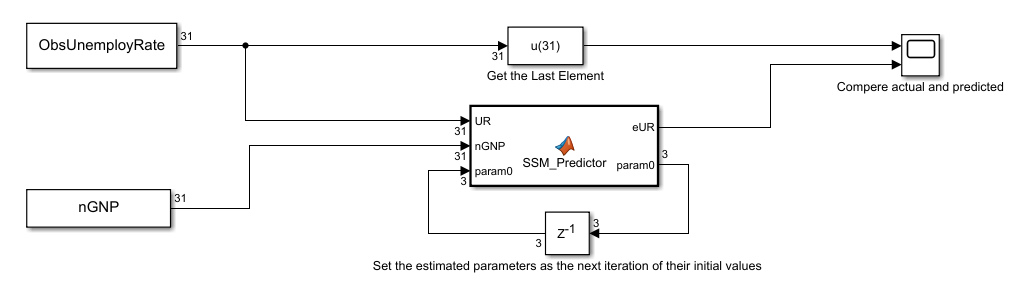 ObsUnemployRate
31
31
u(31)
Get the Last Element
Compere actual and predicted
UR
31
nGNP
31
param0
3
SSM_Predictor
eUR
param0
3
nGNP
31
Z-1
3
3
Set the estimated parameters as the next iteration of their initial values